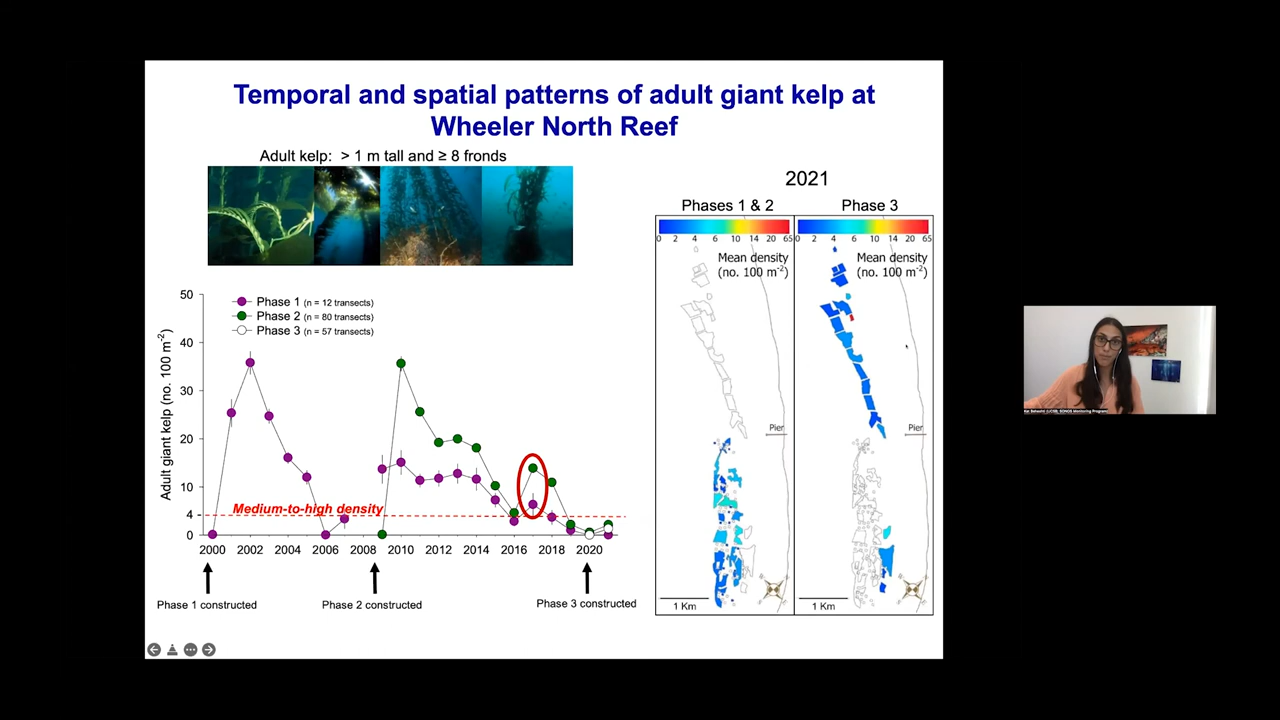 Temporal and spatial patterns of adult giant kelp at
Wheeler North Reef
Adult kelp: > 1 m tall and ≥ 8 fronds
2021
Phases 1 & 2
Phase 3
0 2 4 6 10 14 20 65
0 2 4 6 10 14 20 65
Mean density
(no. 100 m-2)
Mean density
(no. 100 m-2)
Pier
Pier
1 Km
1 Km
Adult giant kelp (no. 100 m-2)
50
40
30
20
10
4
0
Phase 1 (n = 12 transects)
Phase 2 (n = 80 transects)
Phase 3 (n = 57 transects)
Medium-to-high density
2000 2002 2004 2006 2008 2010 2012 2014 2016 2018 2020
Phase 1 constructed
Phase 2 constructed
Phase 3 constructed